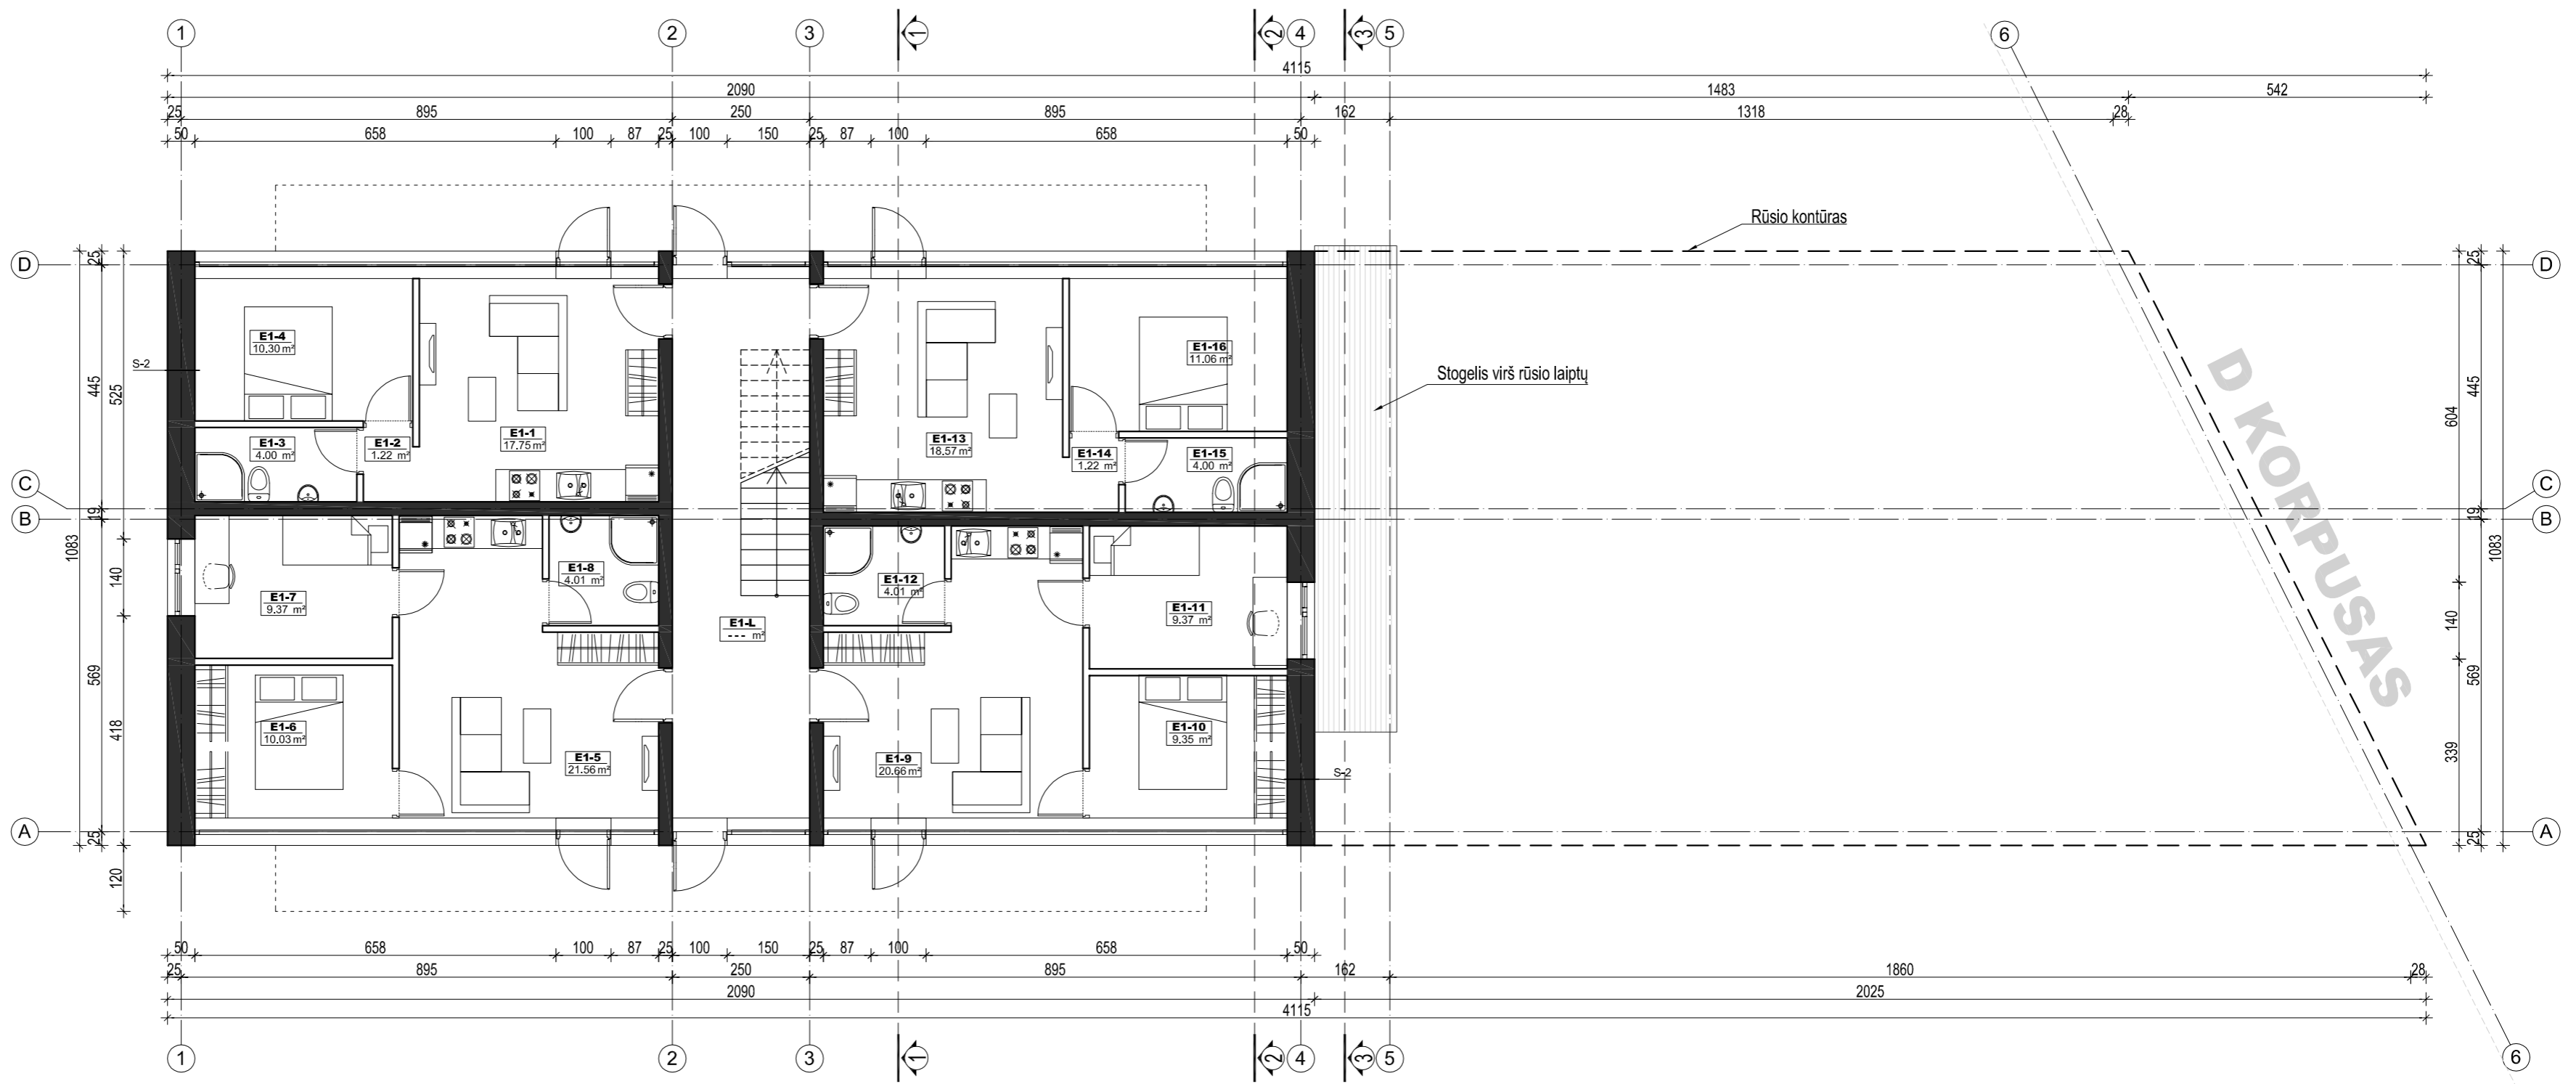 1 2 3 1 2 4 3 5 6
4115
2090 1483 542
25 895 250 895 162 1318 28
50 658 100 87 25 100 150 25 87 100 658 50
Rūsio kontūras
D 25 25 D
E1-4
10.30 m²
E1-16
11.06 m²
S-2
Stogelis virš rūsio laiptų
445 525 604 445
D KORPUSAS
E1-1
17.75 m²
E1-13
18.57 m²
E1-3
4.00 m²
E1-2
1.22 m²
E1-14
1.22 m²
E1-15
4.00 m²
C C
B 19 19 B
1083 1083
E1-8
4.01 m²
E1-12
4.01 m²
140 140
E1-7
9.37 m²
E1-11
9.37 m²
E1-L
--- m²
569 569
E1-6
10.03 m²
E1-10
9.35 m²
418 339
E1-5
21.56 m²
E1-9
20.66 m²
S-2
A 25 25 A
120
50 658 100 87 25 100 150 25 87 100 658 50
25 895 250 895 162 1860 28
2090 2025
4115
1 2 3 1 2 4 3 5 6